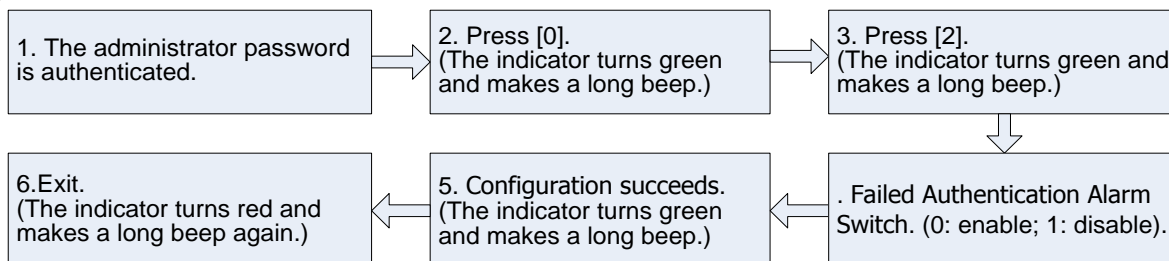 1. The administrator password
is authenticated.
2. Press [0].
(The indicator turns green
and makes a long beep.)
3. Press [2].
(The indicator turns green and
makes a long beep.)
. Failed Authentication Alarm
Switch. (0: enable; 1: disable).
5. Configuration succeeds.
(The indicator turns green
and makes a long beep.)
6.Exit.
(The indicator turns red and
makes a long beep again.)